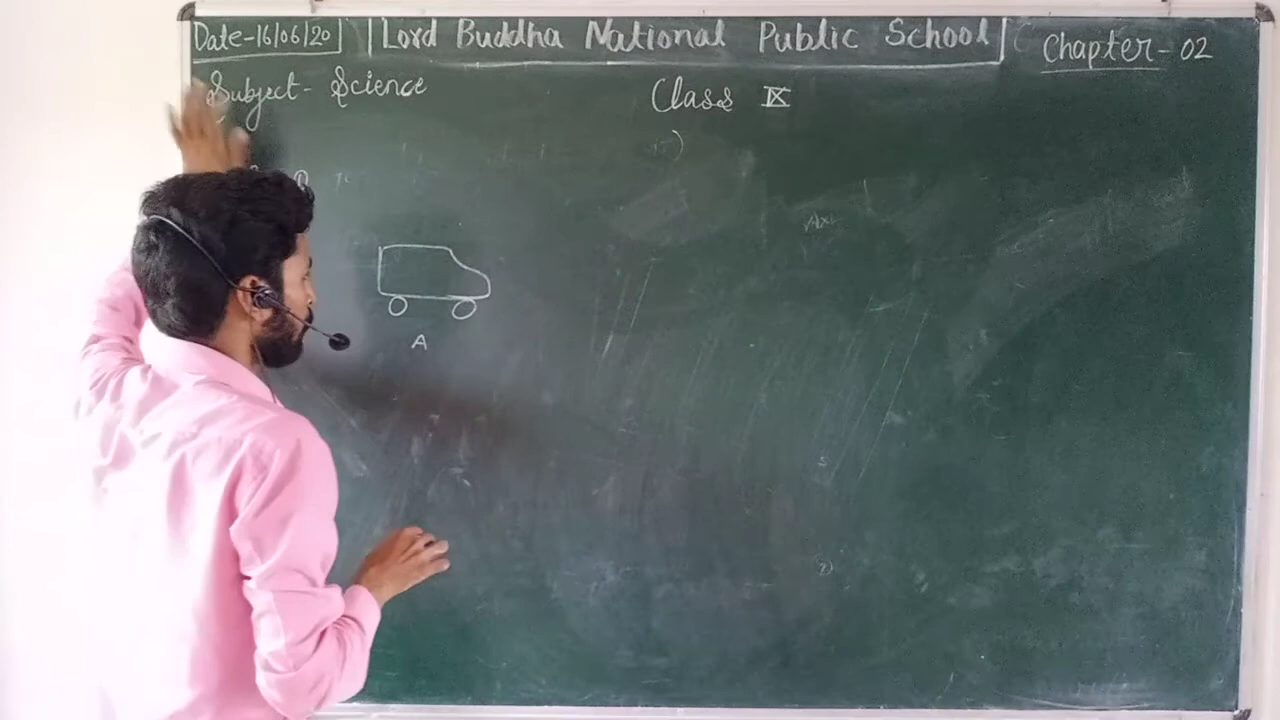 Date-16/06/20 Lord Buddha National Public School Chapter-02
Subject- Science Class IX
A